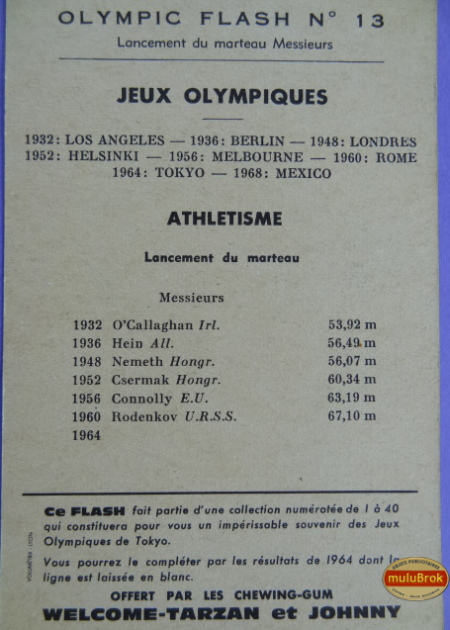 OLYMPIC FLASH N° 13
Lancement du marteau Messieurs
JEUX OLYMPIQUES
1932: LOS ANGELES — 1936: BERLIN — 1948: LONDRES
1952: HELSINKI — 1956: MELBOURNE — 1960: ROME
1964: TOKYO — 1968: MEXICO
ATHLETISME
Lancement du marteau
Messieurs
1932 O'Callaghan Irl. 53,92 m
1936 Hein All. 56,49 m
1948 Nemeth Hongr. 56,07 m
1952 Csermak Hongr. 60,34 m
1956 Connolly E.U. 63,19 m
1960 Rodenkov U.R.S.S. 67,10 m
1964
Ce FLASH fait partie d'une collection numérotée de 1 à 40
qui constituera pour vous un impérissable souvenir des Jeux
Olympiques de Tokyo.
Vous pourrez le compléter par les résultats de 1964 dont la
ligne est laissée en blanc.
OFFERT PAR LES CHEWING-GUM
WELCOME-TARZAN et JOHNNY
muluBrok